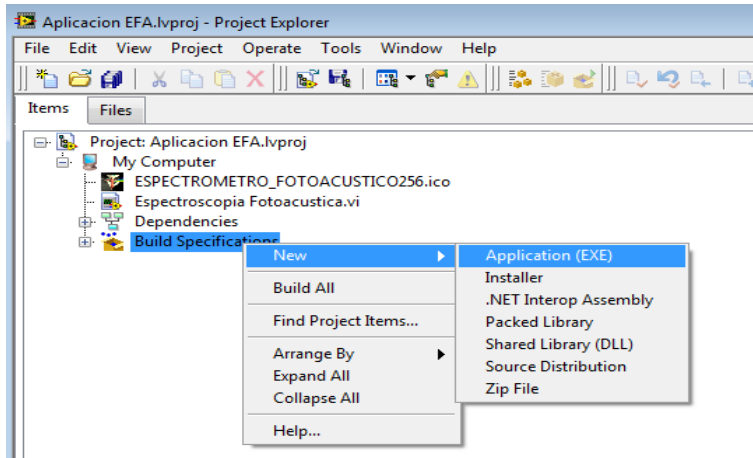 Aplicacion EFA.lvproj - Project Explorer
File Edit View Project Operate Tools Window Help
Items Files
Project: Aplicacion EFA.lvproj
My Computer
ESPECTROMETRO_FOTOACUSTICO256.ico
Espectroscopia Fotoacustica.vi
Dependencies
Build Specifications
New
Build All
Find Project Items...
Arrange By
Expand All
Collapse All
Help...
Application (EXE)
Installer
.NET Interop Assembly
Packed Library
Shared Library (DLL)
Source Distribution
Zip File